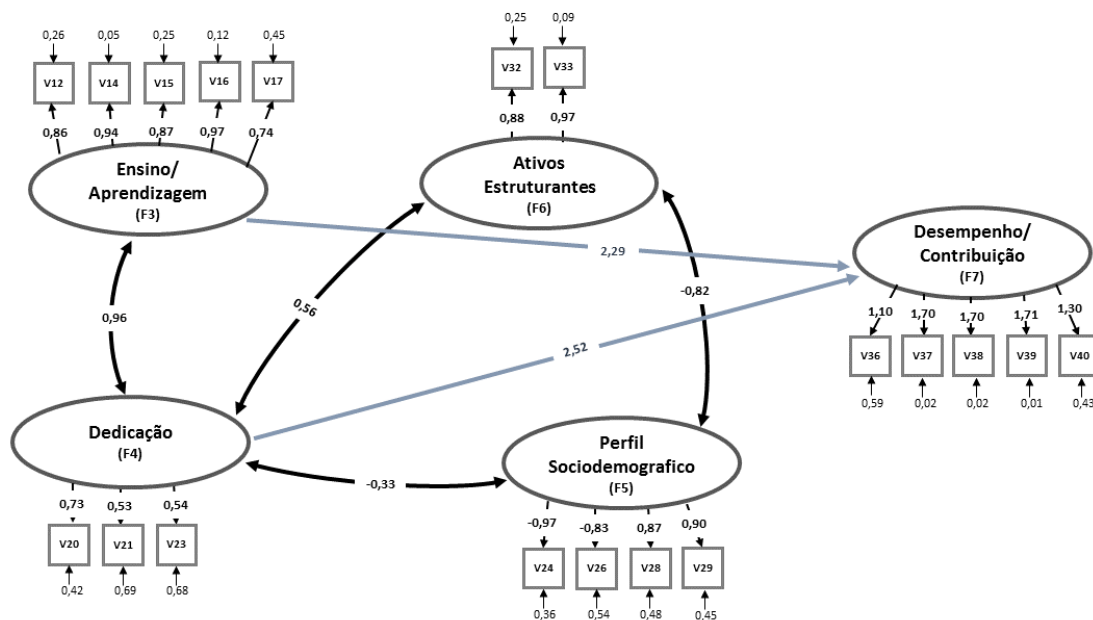 0,26 0,05 0,25 0,12 0,45
V12 V14 V15 V16 V17
0,86 0,94 0,87 0,97 0,74
Ensino/
Aprendizagem
(F3)
0,25 0,09
V32 V33
0,88 0,97
Ativos
Estruturantes
(F6)
Desempenho/
Contribuição
(F7)
1,10 1,70 1,70 1,71 1,30
V36 V37 V38 V39 V40
0,59 0,02 0,02 0,01 0,43
2,29
-0,82
0,56
0,96
2,52
Dedicação
(F4)
0,73 0,53 0,54
V20 V21 V23
0,42 0,69 0,68
-0,33
Perfil
Sociodemografico
(F5)
-0,97 -0,83 0,87 0,90
V24 V26 V28 V29
0,36 0,54 0,48 0,45